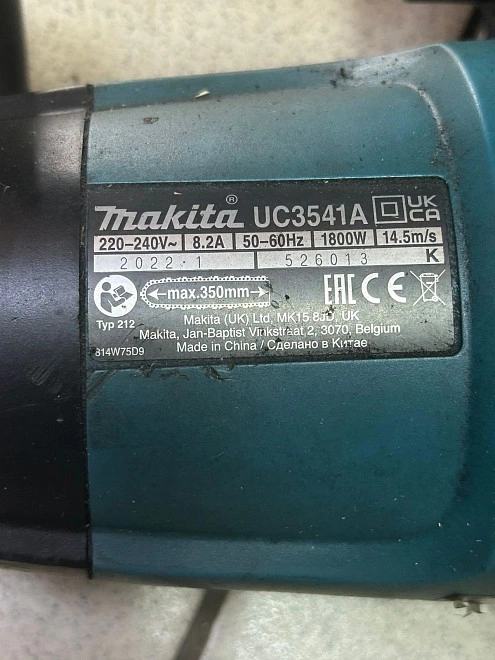 makita® UC3541A UK CA
220-240V~ 8.2A 50-60Hz 1800W 14.5m/s
2022.1 526013 K
max.350mm EAC CE
Typ 212
Makita (UK) Ltd, MK15 8JD, UK
Makita, Jan-Baptist Vinkstraat 2, 3070, Belgium
814W75D9 Made in China / Сделано в Китае